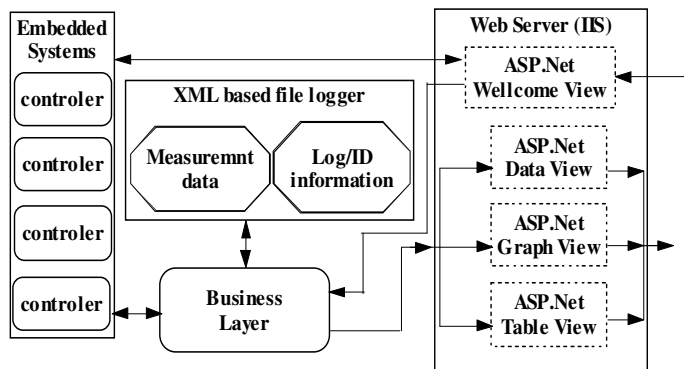 Embedded
Systems
controler
controler
controler
controler
XML based file logger
Measuremnt
data
Log/ID
information
Business
Layer
Web Server (IIS)
ASP.Net
Wellcome View
ASP.Net
Data View
ASP.Net
Graph View
ASP.Net
Table View